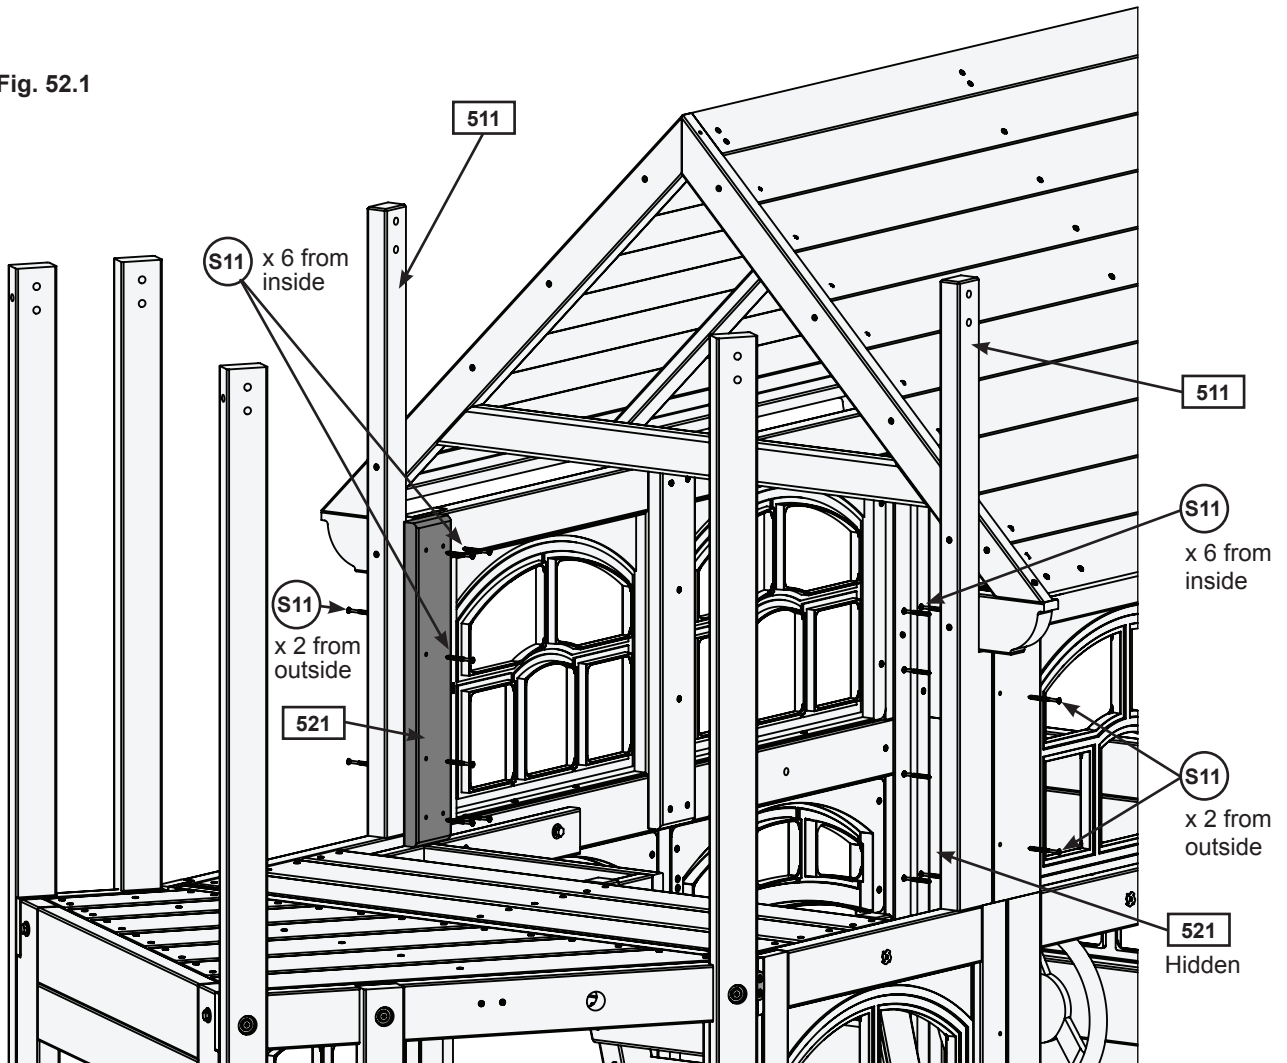 Fig. 52.1
511
S11 x 6 from
inside
511
S11
x 6 from
inside
S11
x 2 from
outside
521
S11
x 2 from
outside
521
Hidden